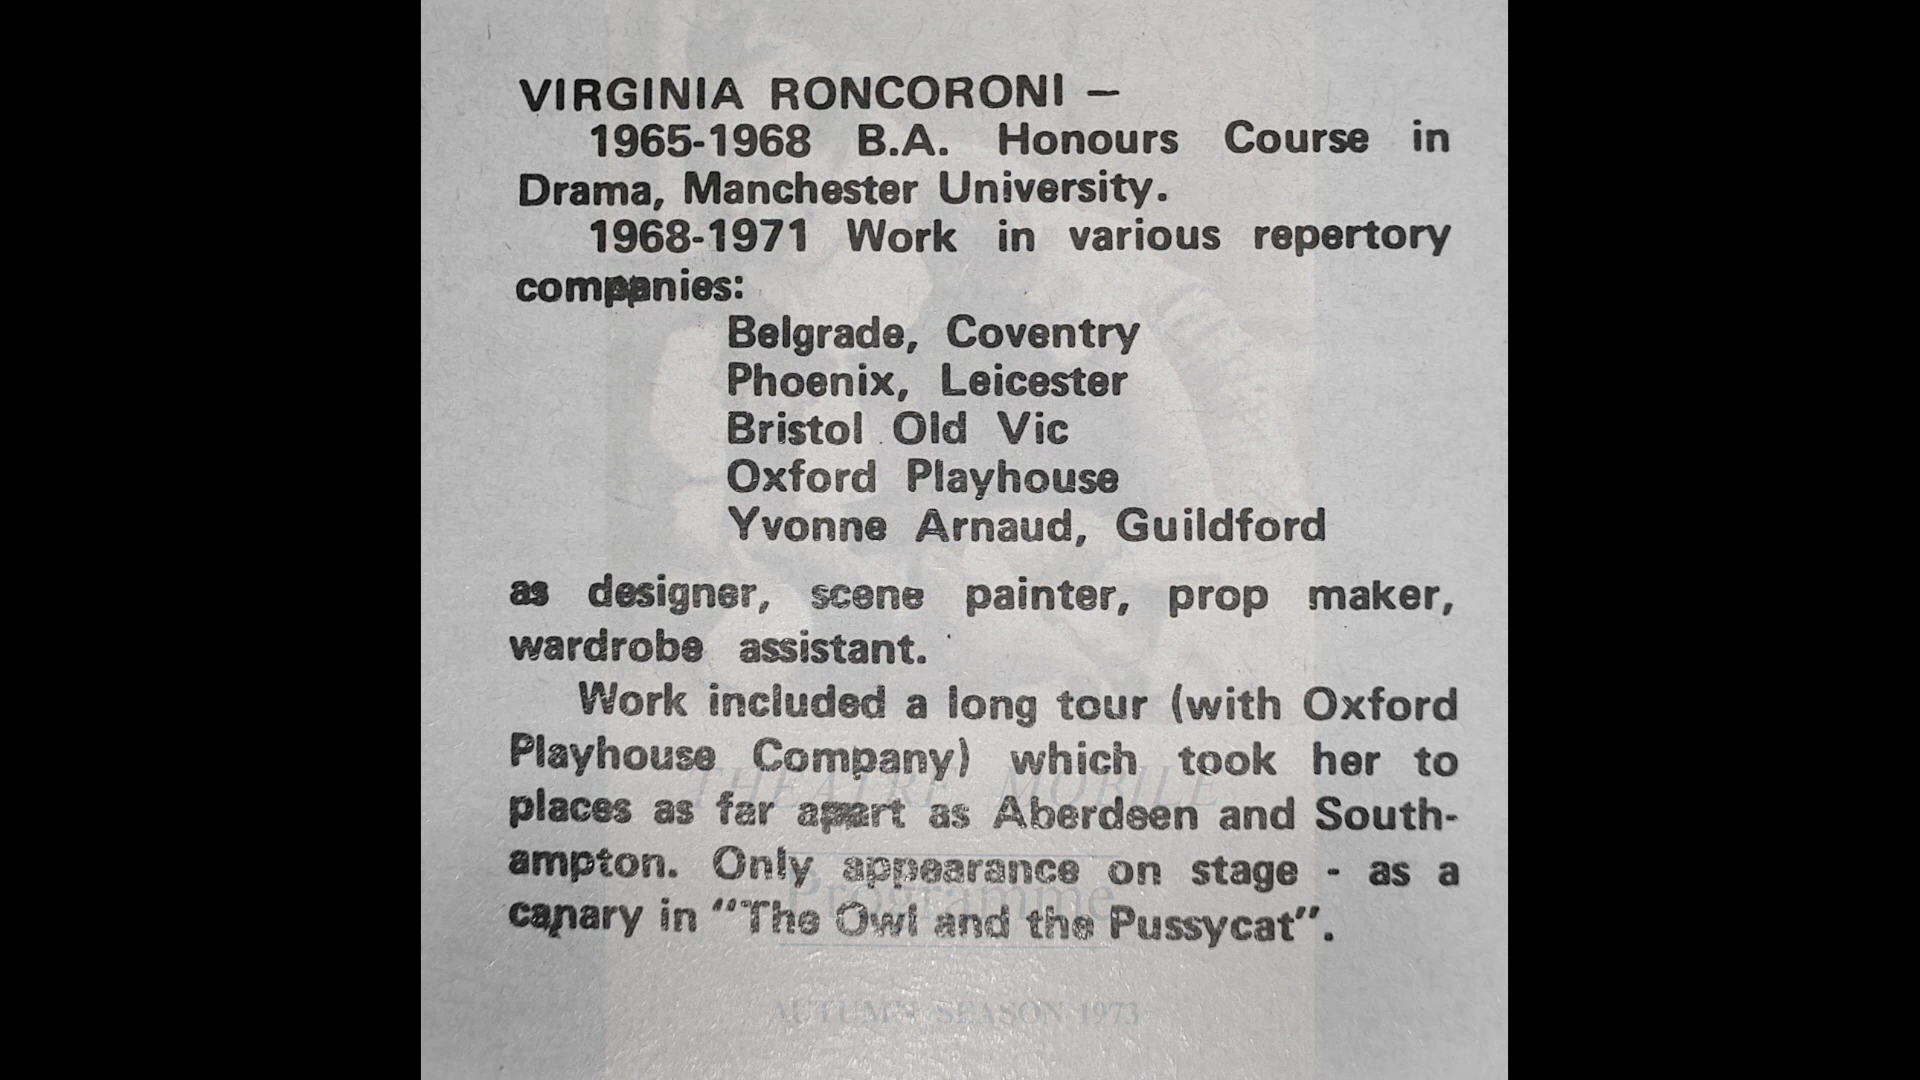 VIRGINIA RONCORONI –
1965-1968 B.A. Honours Course in
Drama, Manchester University.
1968-1971 Work in various repertory
companies:
Belgrade, Coventry
Phoenix, Leicester
Bristol Old Vic
Oxford Playhouse
Yvonne Arnaud, Guildford
as designer, scene painter, prop maker,
wardrobe assistant.
Work included a long tour (with Oxford
Playhouse Company) which took her to
places as far apart as Aberdeen and South-
ampton. Only appearance on stage - as a
canary in "The Owl and the Pussycat".
THEATRE MOBILE
Programme
AUTUMN SEASON 1973